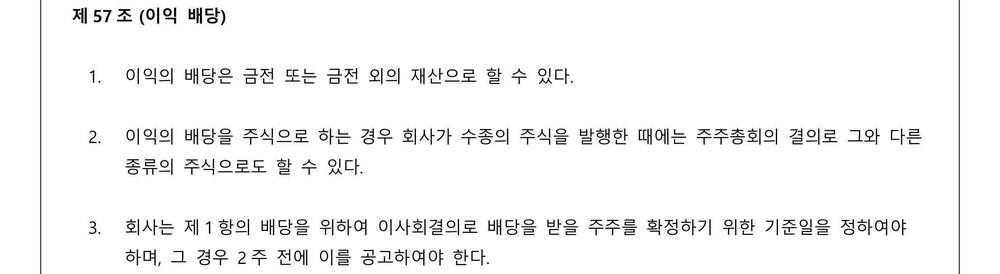 제 57 조 (이익 배당)
1. 이익의 배당은 금전 또는 금전 외의 재산으로 할 수 있다.
2. 이익의 배당을 주식으로 하는 경우 회사가 수종의 주식을 발행한 때에는 주주총회의 결의로 그와 다른
종류의 주식으로도 할 수 있다.
3. 회사는 제 1 항의 배당을 위하여 이사회결의로 배당을 받을 주주를 확정하기 위한 기준일을 정하여야
하며, 그 경우 2 주 전에 이를 공고하여야 한다.